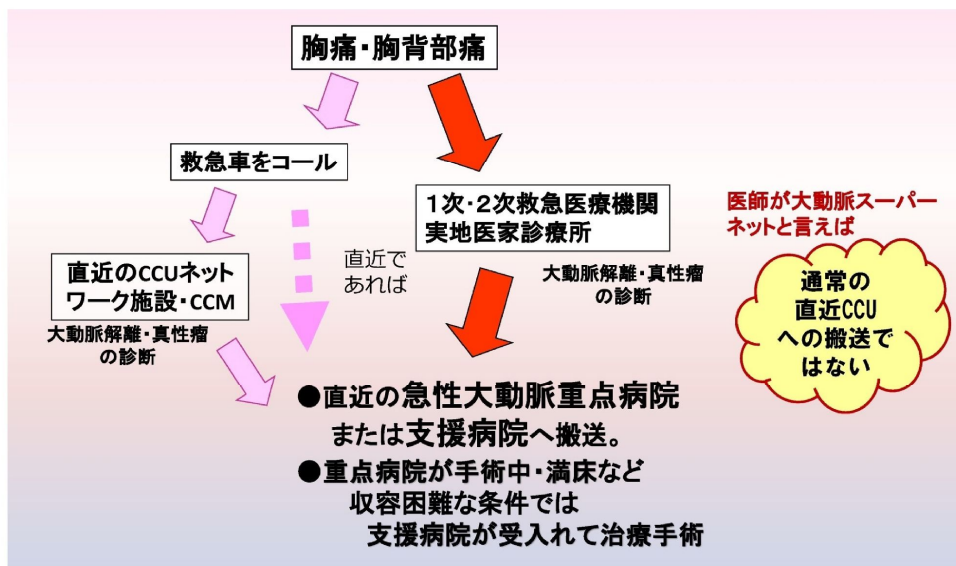 胸痛・胸背部痛
救急車をコール
直近のCCUネット
ワーク施設・CCM
大動脈解離・真性瘤
の診断
直近で
あれば
1次・2次救急医療機関
実地医家診療所
大動脈解離・真性瘤
の診断
医師が大動脈スーパー
ネットと言えば
通常の
直近CCU
への搬送で
はない
●直近の急性大動脈重点病院
または支援病院へ搬送。
●重点病院が手術中・満床など
収容困難な条件では
支援病院が受入れて治療手術